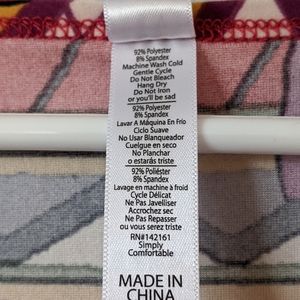 92% Polyester
8% Spandex
Machine Wash Cold
Gentle Cycle
Do Not Bleach
Hang Dry
Do Not Iron
or you'll be sad
92% Polyester
8% Spandex
Lavar A Máquina En Frío
Ciclo Suave
No Usar Blanqueador
Cuelgue en seco
No Planchar
o estarás triste
92% Poliéster
8% Spandex
Lavage en machine à froid
Cycle Délicat
Ne Pas Javelliser
Accrochez sec
Ne Pas Repasser
ou vous serez triste
RN#142161
Simply
Comfortable
MADE IN
CHINA